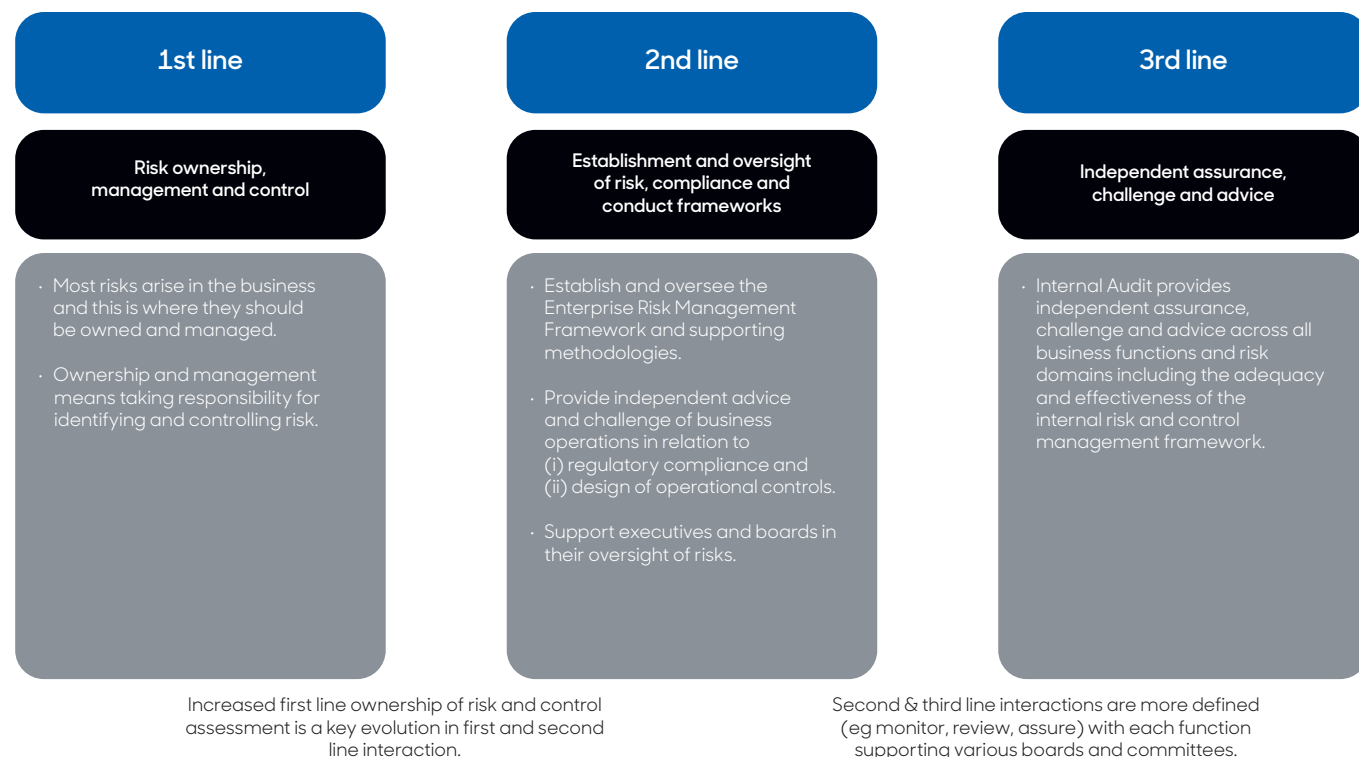 1st line
Risk ownership,
management and control
· Most risks arise in the business
and this is where they should
be owned and managed.
· Ownership and management
means taking responsibility for
identifying and controlling risk.
2nd line
Establishment and oversight
of risk, compliance and
conduct frameworks
· Establish and oversee the
Enterprise Risk Management
Framework and supporting
methodologies.
· Provide independent advice
and challenge of business
operations in relation to
(i) regulatory compliance and
(ii) design of operational controls.
· Support executives and boards in
their oversight of risks.
3rd line
Independent assurance,
challenge and advice
· Internal Audit provides
independent assurance,
challenge and advice across all
business functions and risk
domains including the adequacy
and effectiveness of the
internal risk and control
management framework.
Increased first line ownership of risk and control
assessment is a key evolution in first and second
line interaction.
Second & third line interactions are more defined
(eg monitor, review, assure) with each function
supporting various boards and committees.